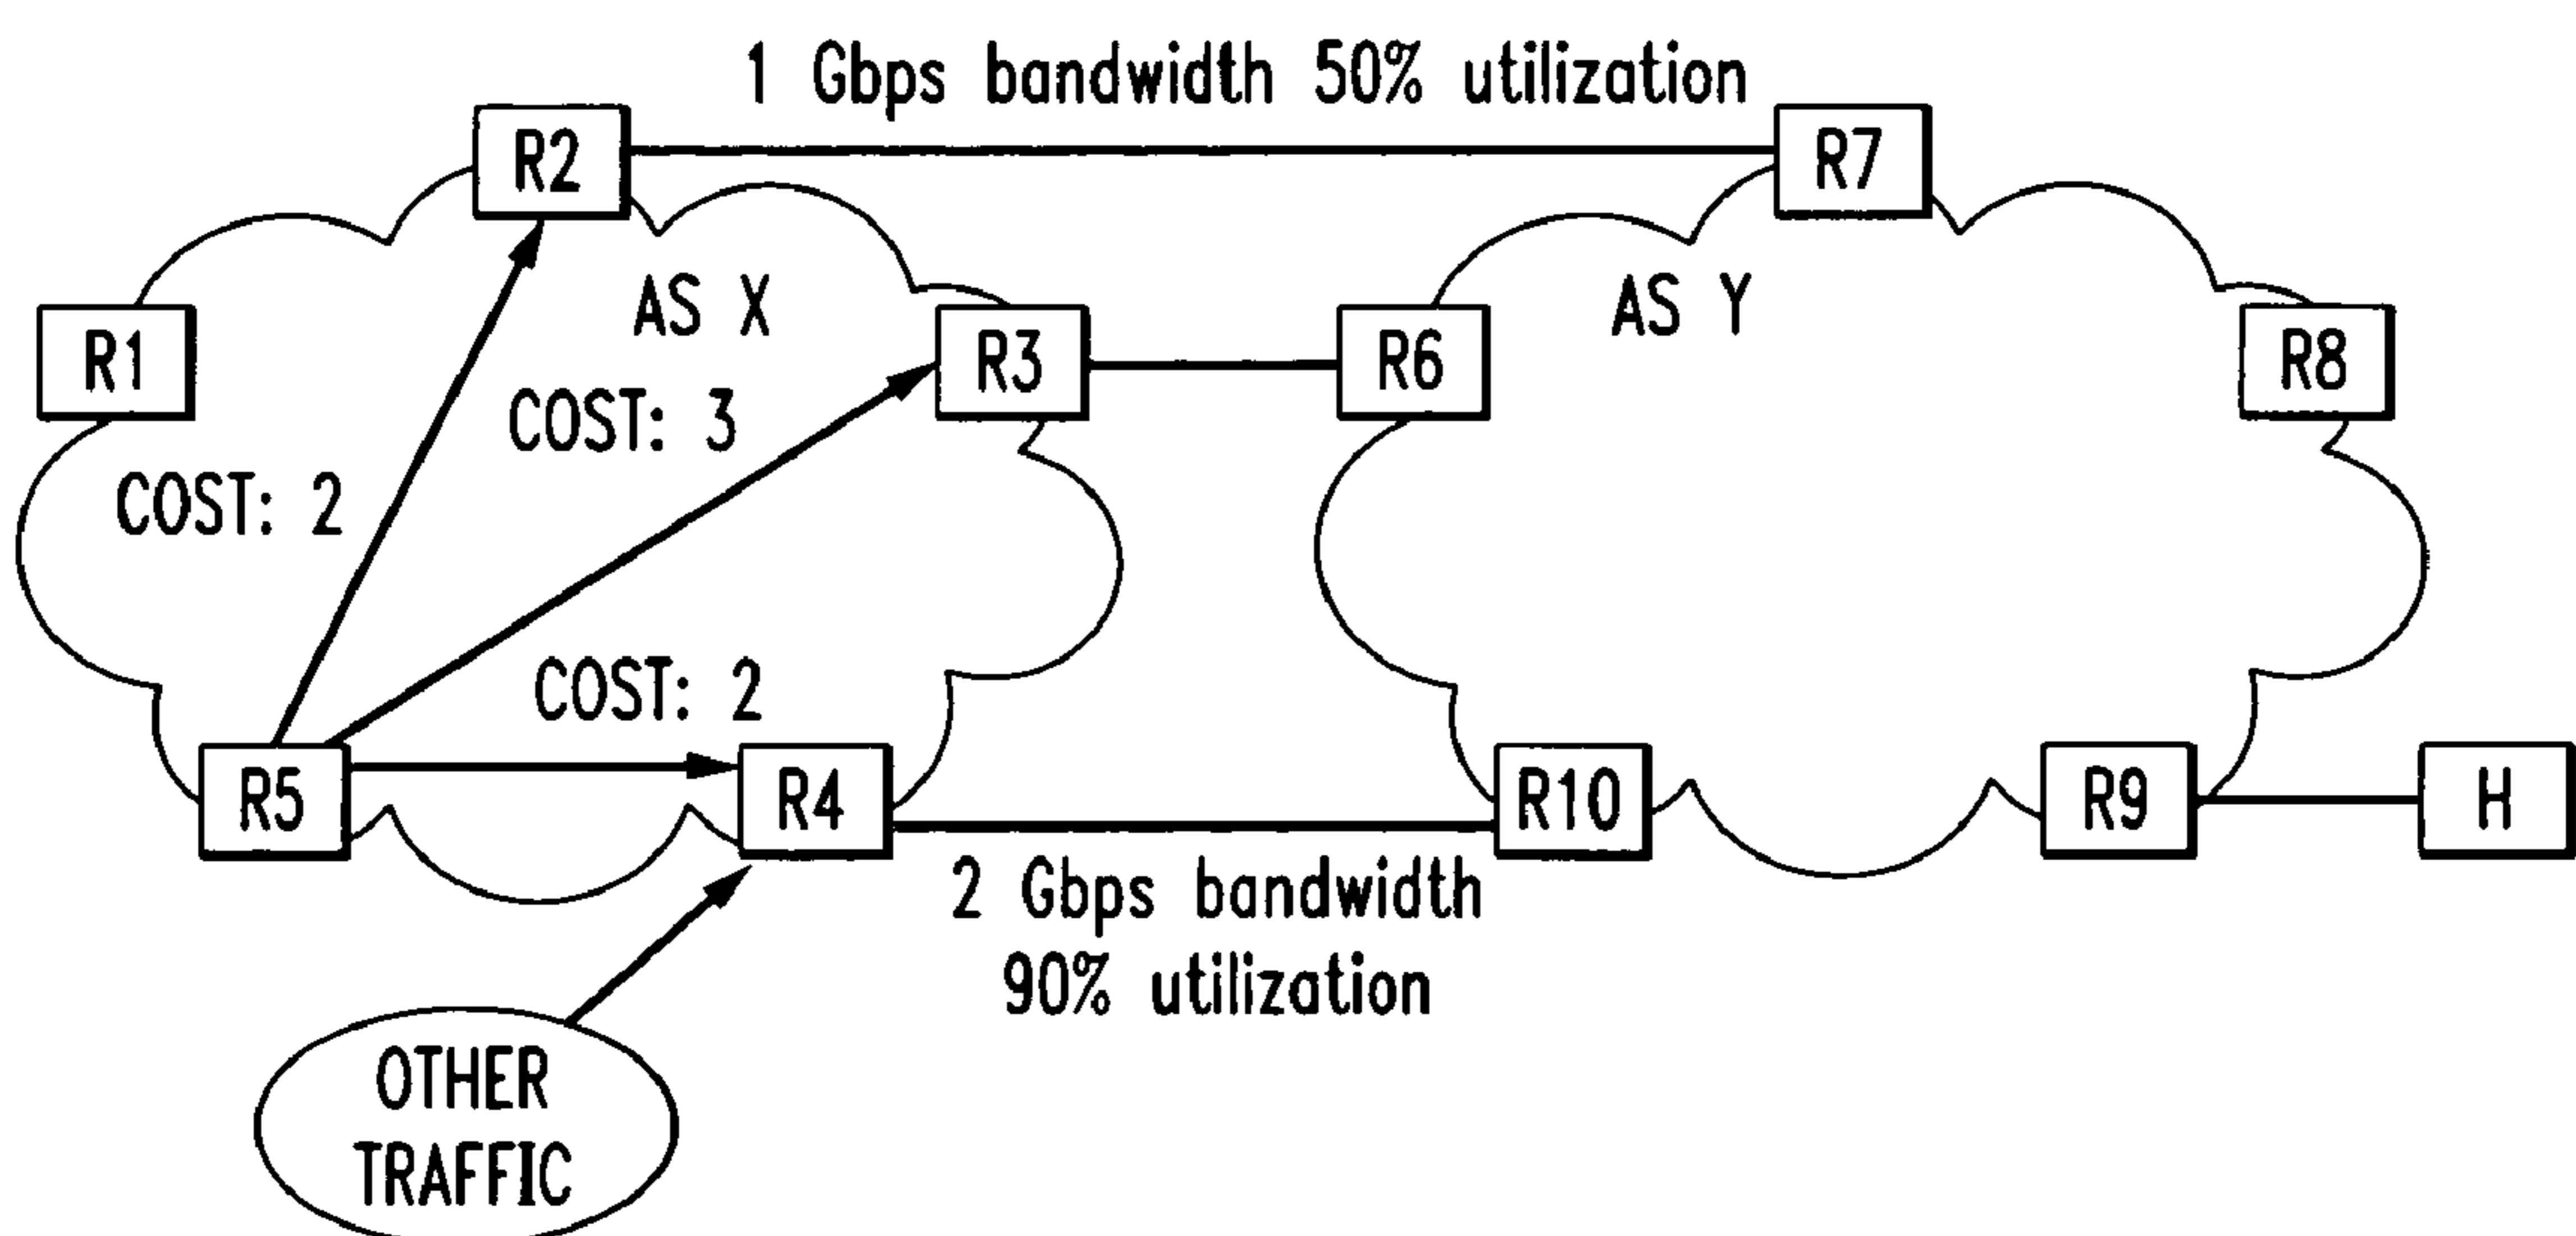 1 Gbps bandwidth 50% utilization
R2
R7
AS X
AS Y
R1
R3
R6
R8
COST: 3
COST: 2
COST: 2
R5
R4
R10
R9
H
2 Gbps bandwidth
90% utilization
OTHER
TRAFFIC